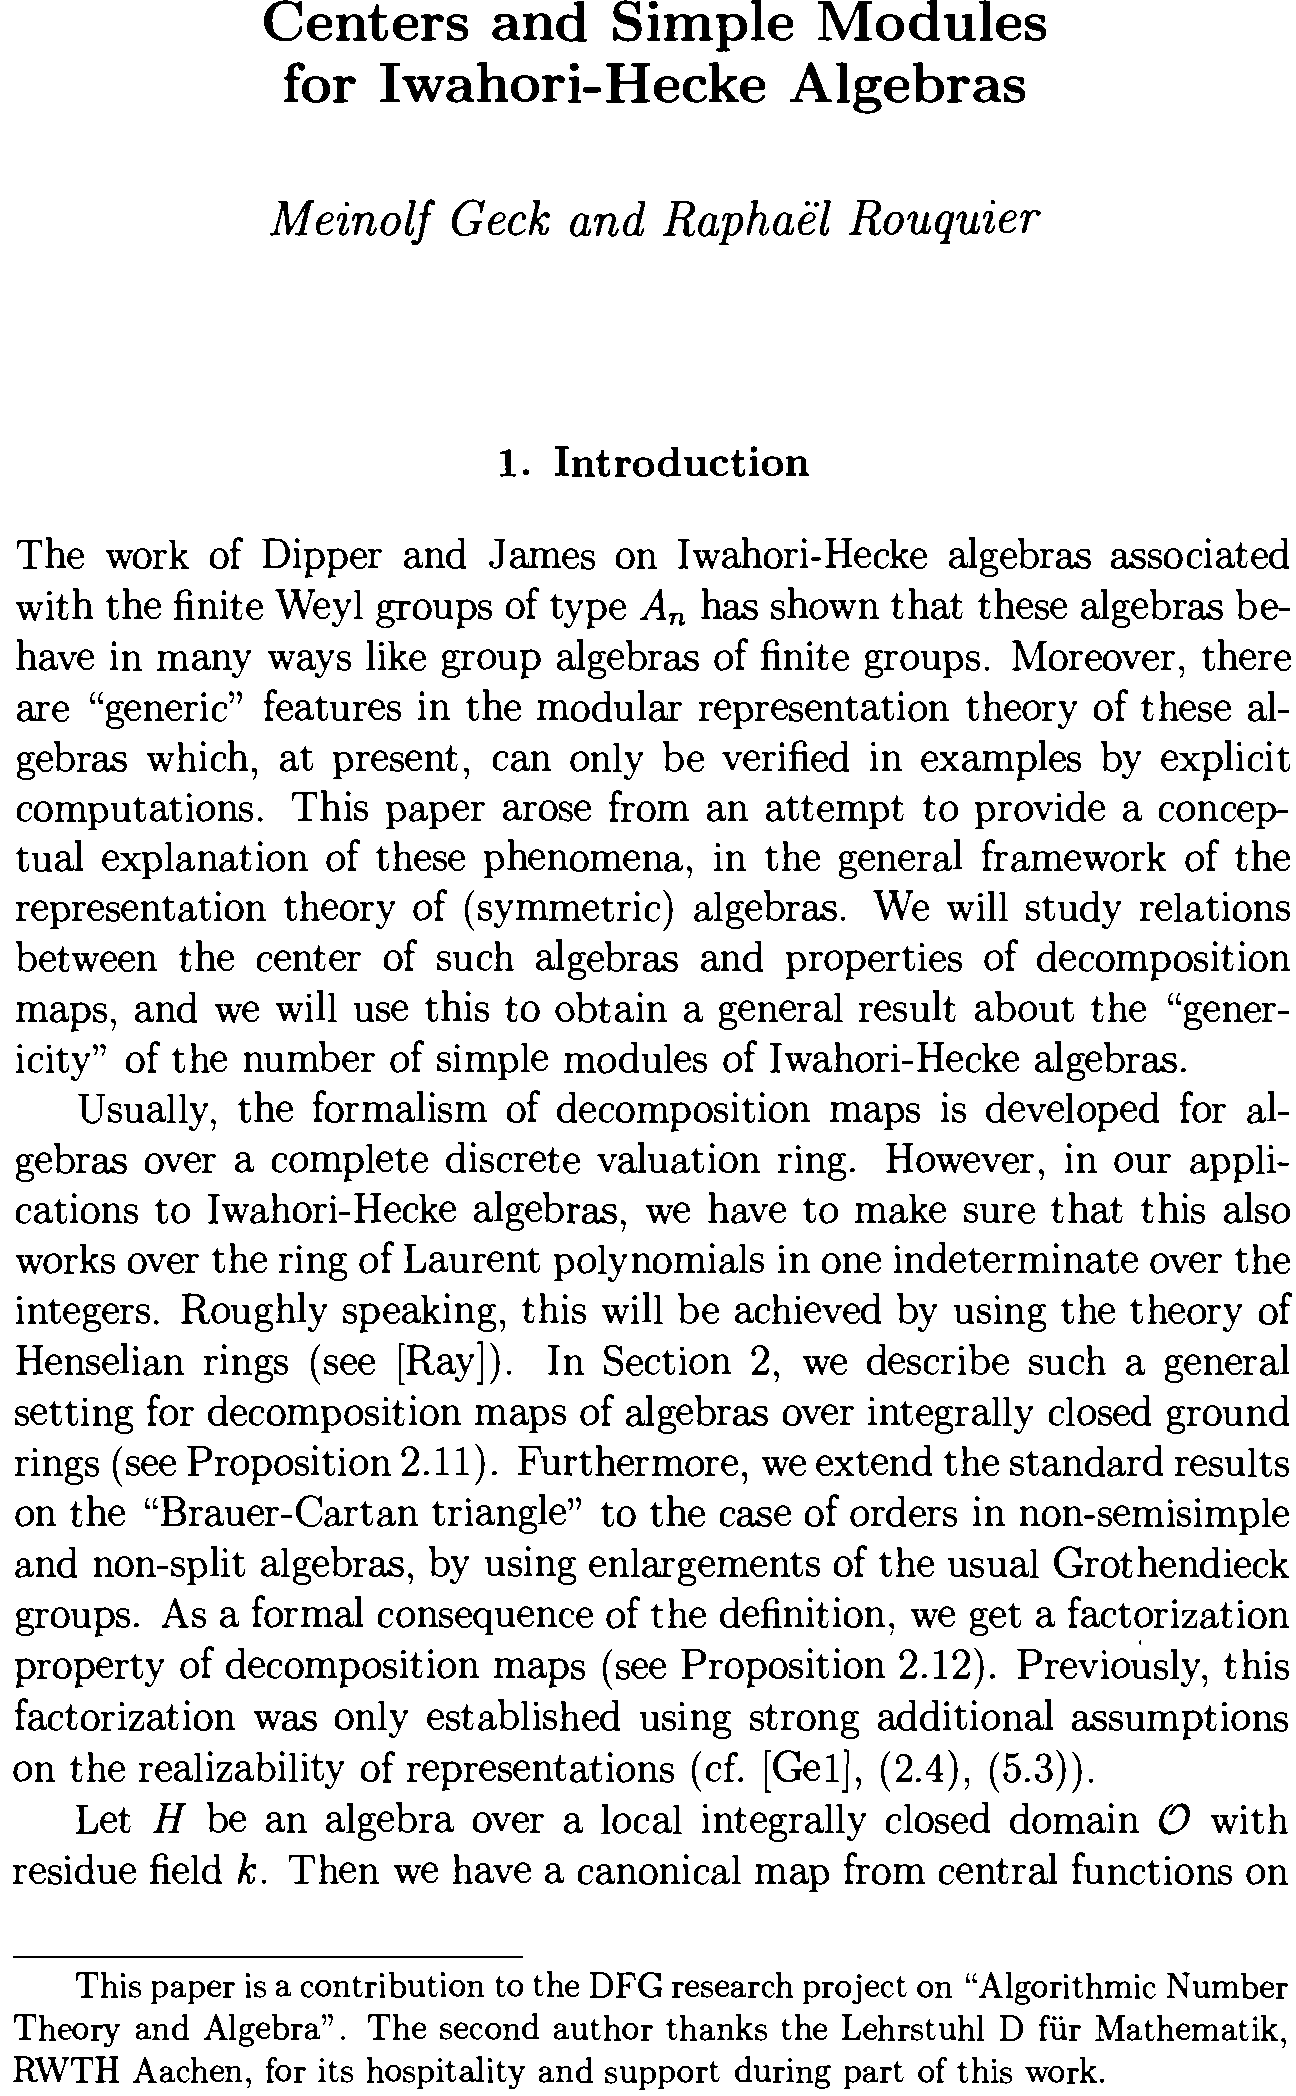 Centers and Simple Modules
for Iwahori-Hecke Algebras
Meinolf Geck and Raphaël Rouquier
1. Introduction
The work of Dipper and James on Iwahori-Hecke algebras associated
with the finite Weyl groups of type Aₙ has shown that these algebras be-
have in many ways like group algebras of finite groups. Moreover, there
are “generic” features in the modular representation theory of these al-
gebras which, at present, can only be verified in examples by explicit
computations. This paper arose from an attempt to provide a concep-
tual explanation of these phenomena, in the general framework of the
representation theory of (symmetric) algebras. We will study relations
between the center of such algebras and properties of decomposition
maps, and we will use this to obtain a general result about the “gener-
icity” of the number of simple modules of Iwahori-Hecke algebras.
Usually, the formalism of decomposition maps is developed for al-
gebras over a complete discrete valuation ring. However, in our appli-
cations to Iwahori-Hecke algebras, we have to make sure that this also
works over the ring of Laurent polynomials in one indeterminate over the
integers. Roughly speaking, this will be achieved by using the theory of
Henselian rings (see [Ray]). In Section 2, we describe such a general
setting for decomposition maps of algebras over integrally closed ground
rings (see Proposition 2.11). Furthermore, we extend the standard results
on the “Brauer-Cartan triangle” to the case of orders in non-semisimple
and non-split algebras, by using enlargements of the usual Grothendieck
groups. As a formal consequence of the definition, we get a factorization
property of decomposition maps (see Proposition 2.12). Previously, this
factorization was only established using strong additional assumptions
on the realizability of representations (cf. [Ge1], (2.4), (5.3)).
Let H be an algebra over a local integrally closed domain 𝒪 with
residue field k. Then we have a canonical map from central functions on
This paper is a contribution to the DFG research project on “Algorithmic Number
Theory and Algebra”. The second author thanks the Lehrstuhl D für Mathematik,
RWTH Aachen, for its hospitality and support during part of this work.